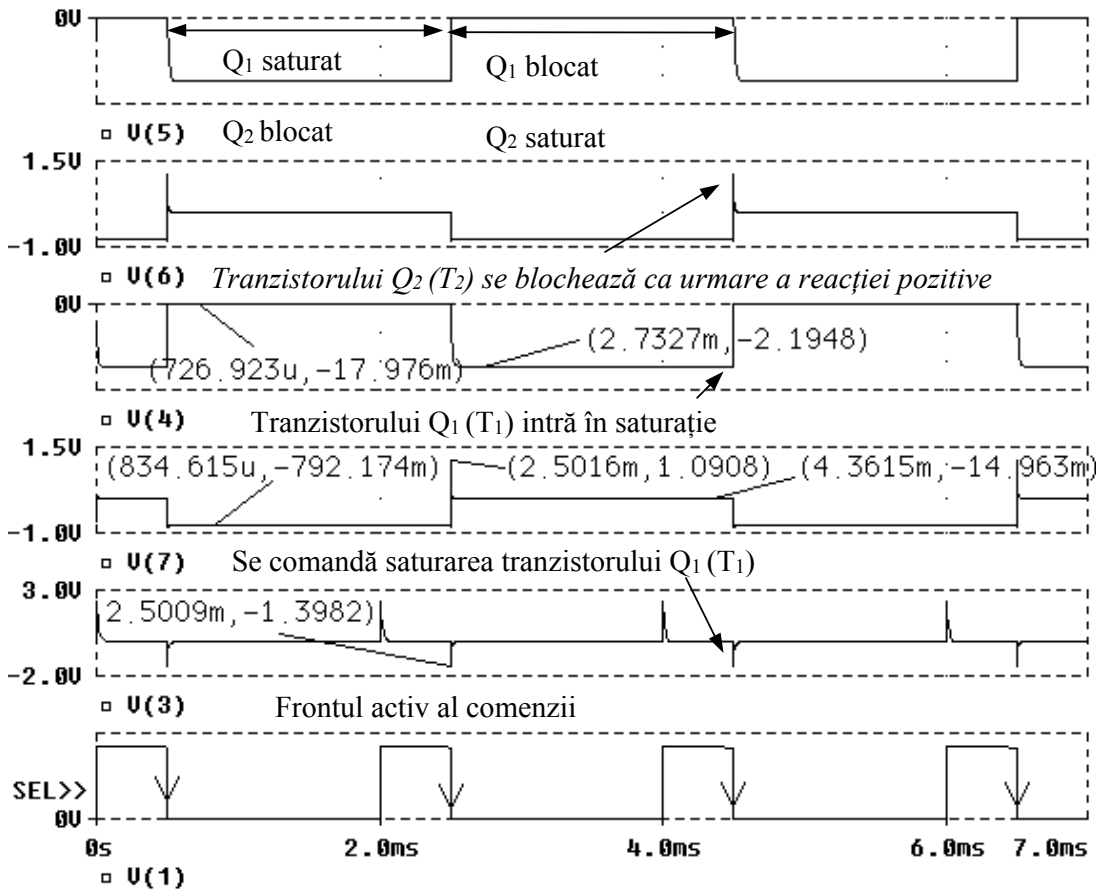 0V
Q1 saturat
Q1 blocat
V(5)
Q2 blocat
Q2 saturat
1.5V
-1.0V
V(6)
Tranzistorului Q2 (T2) se blochează ca urmare a reacției pozitive
0V
(2.7327m,-2.1948)
(726.923u,-17.976m)
V(4)
Tranzistorului Q1 (T1) intră în saturație
1.5V
(834.615u,-792.174m)
(2.5016m,1.0908)
(4.3615m,-14.963m)
-1.0V
V(7)
Se comandă saturarea tranzistorului Q1 (T1)
3.0V
2.5009m,-1.3982)
-2.0V
V(3)
Frontul activ al comenzii
SEL>>
0V
0s 2.0ms 4.0ms 6.0ms 7.0ms
V(1)